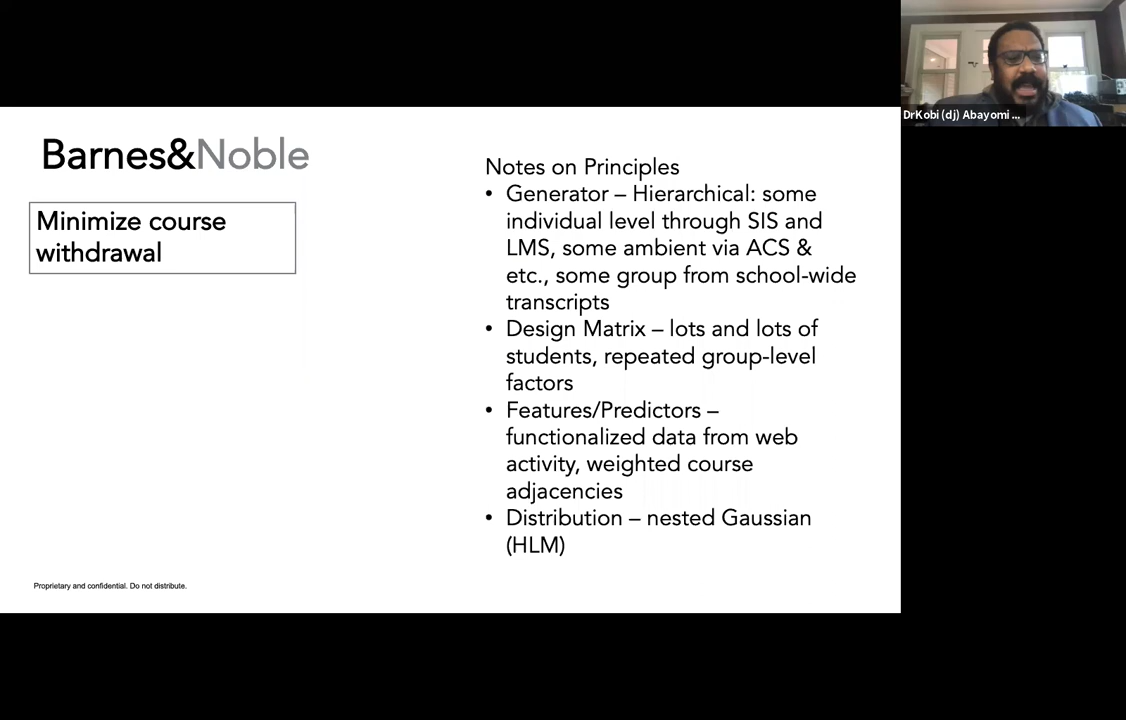 Barnes&Noble
Minimize course
withdrawal
Notes on Principles
• Generator – Hierarchical: some
individual level through SIS and
LMS, some ambient via ACS &
etc., some group from school-wide
transcripts
• Design Matrix – lots and lots of
students, repeated group-level
factors
• Features/Predictors –
functionalized data from web
activity, weighted course
adjacencies
• Distribution – nested Gaussian
(HLM)
Proprietary and confidential. Do not distribute.
DrKobi (dj) Abayomi ...